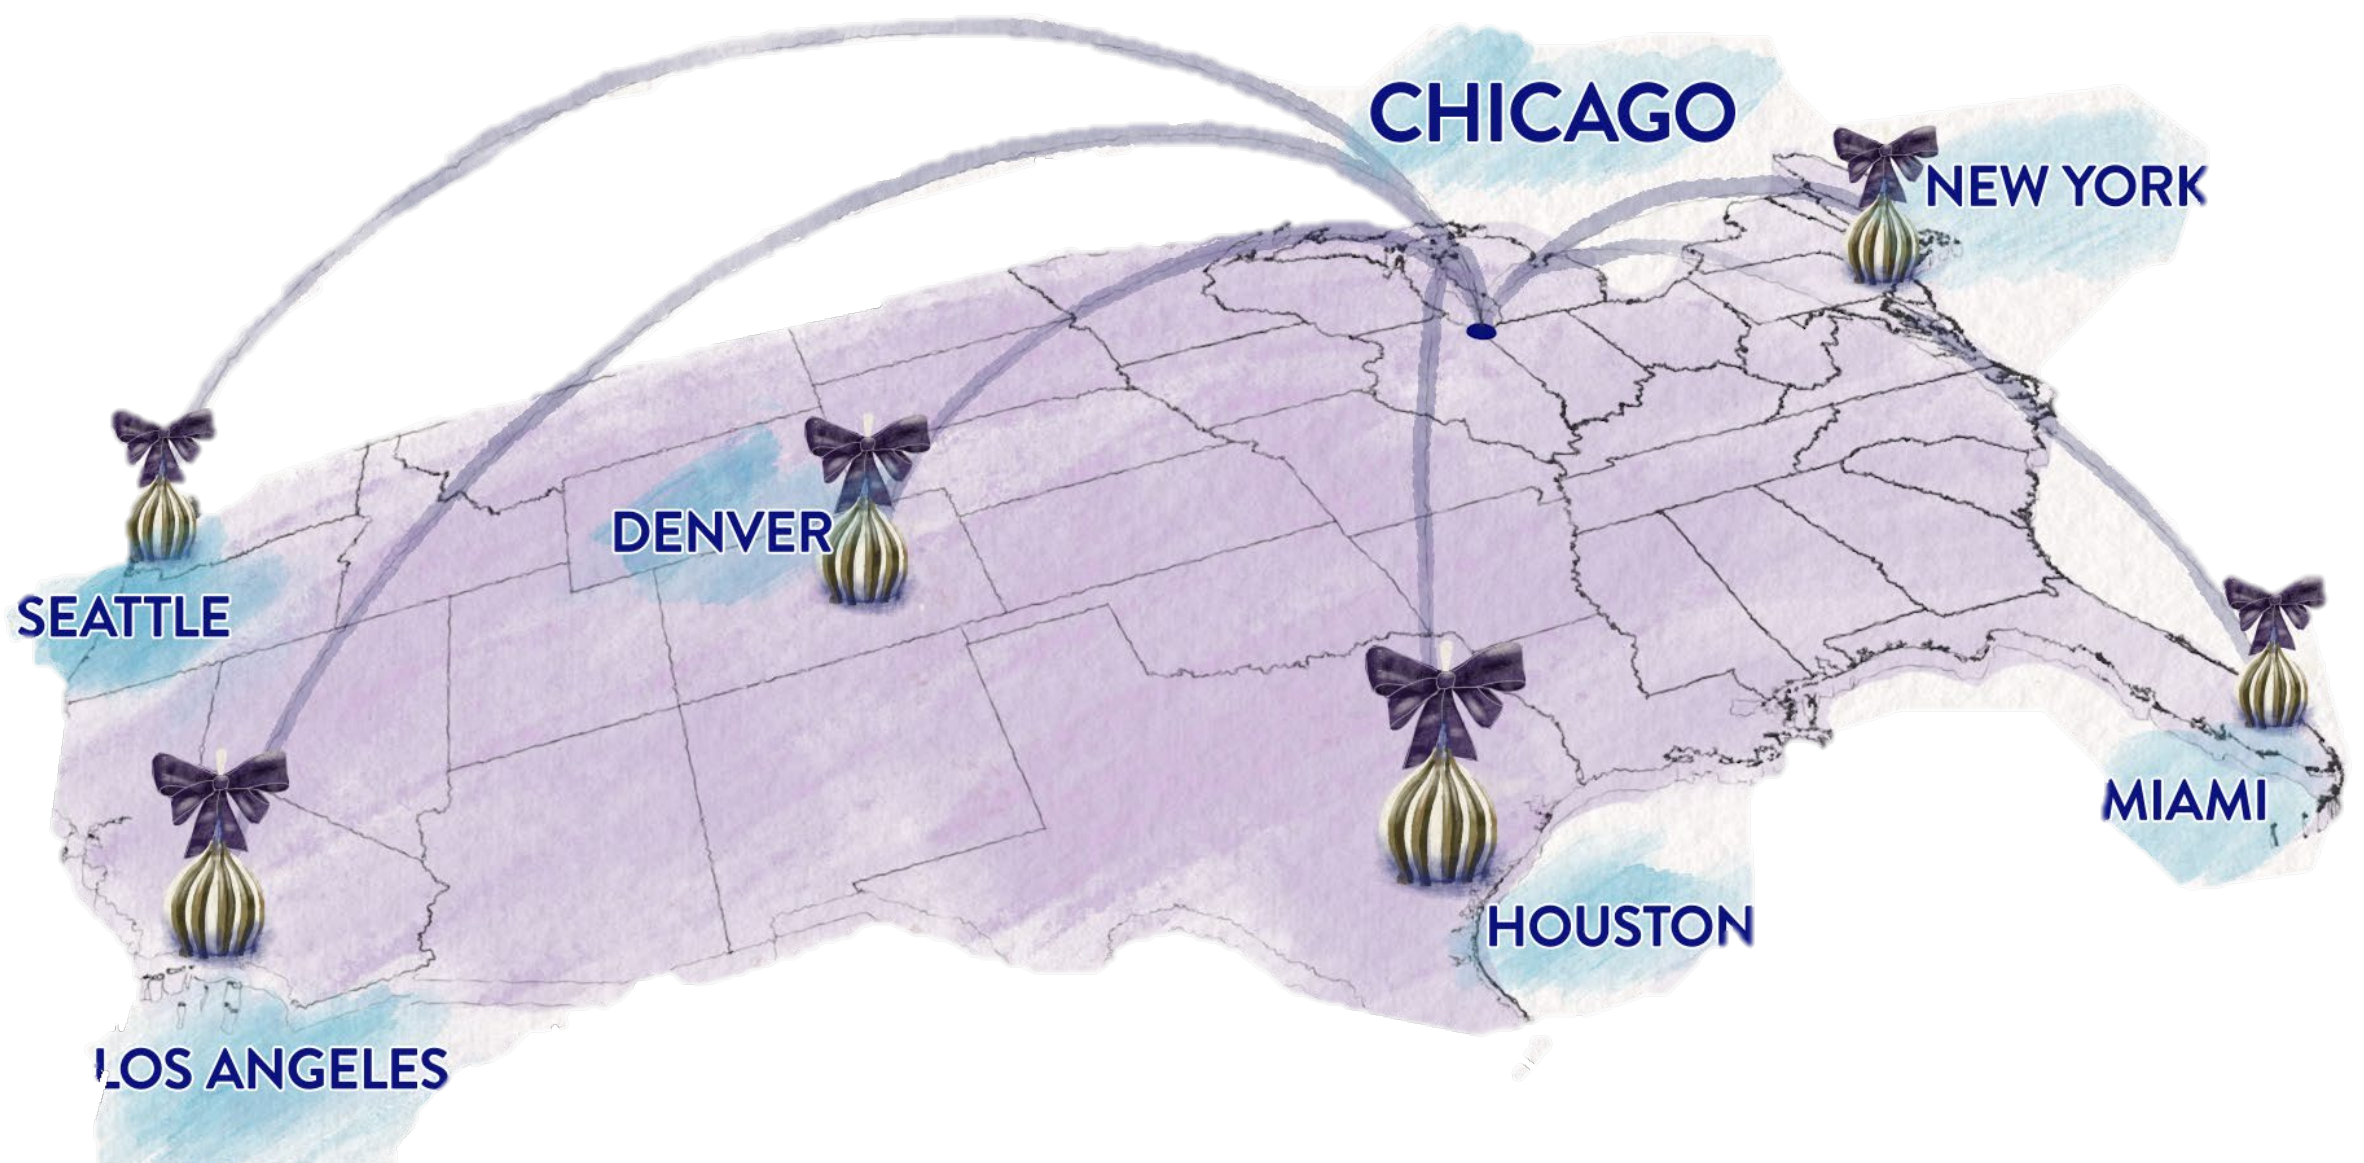 CHICAGO
NEW YORK
DENVER
SEATTLE
MIAMI
HOUSTON
LOS ANGELES